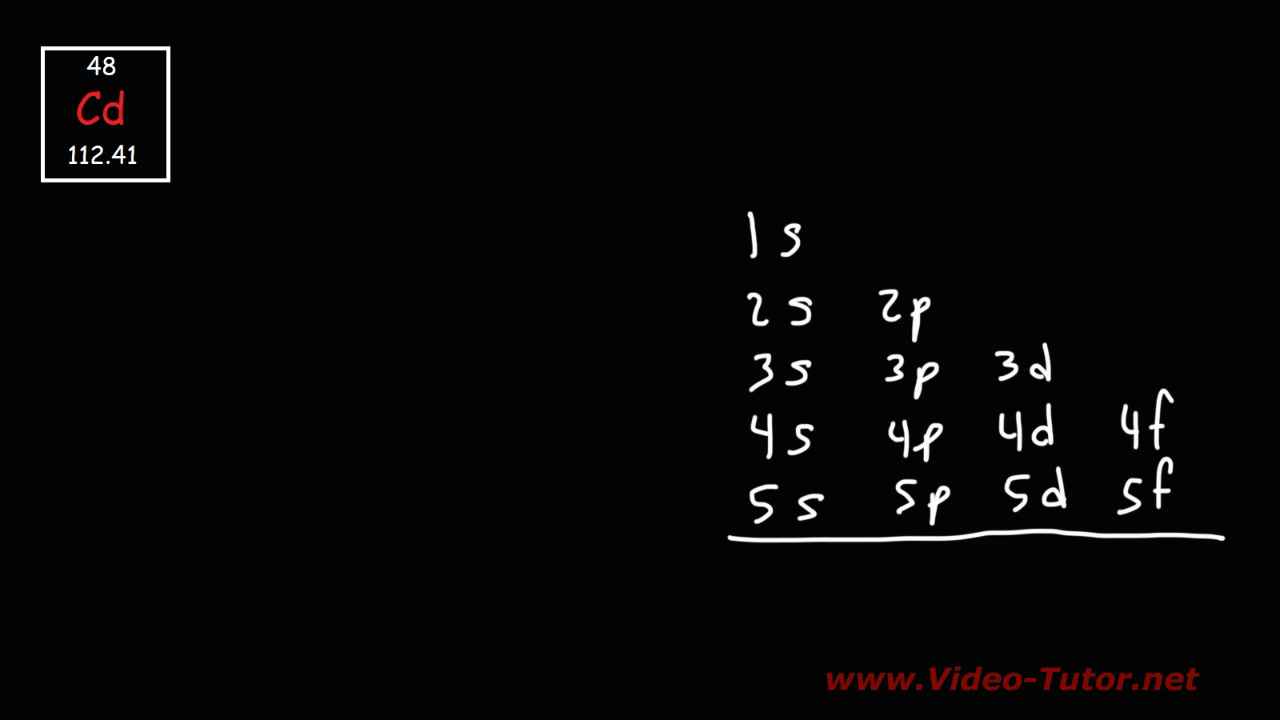 48
Cd
112.41
1s
2s 2p
3s 3p 3d
4s 4p 4d 4f
5s 5p 5d 5f
www.Video-Tutor.net